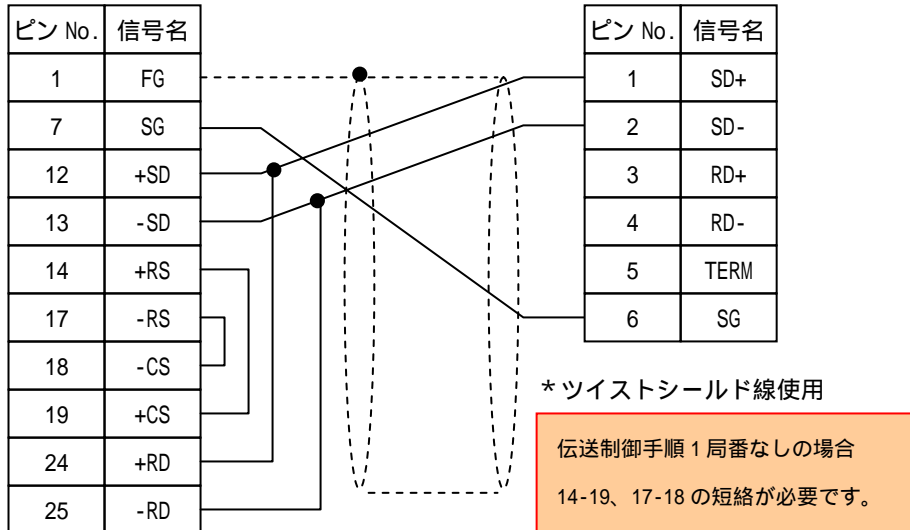 ピン No. 信号名
1 FG
7 SG
12 +SD
13 -SD
14 +RS
17 -RS
18 -CS
19 +CS
24 +RD
25 -RD
ピン No. 信号名
1 SD+
2 SD-
3 RD+
4 RD-
5 TERM
6 SG
*ツイストシールド線使用
伝送制御手順1局番なしの場合
14-19、17-18の短絡が必要です。